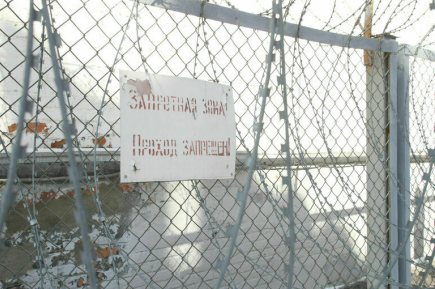 Запретная зона!
Проход запрещен!